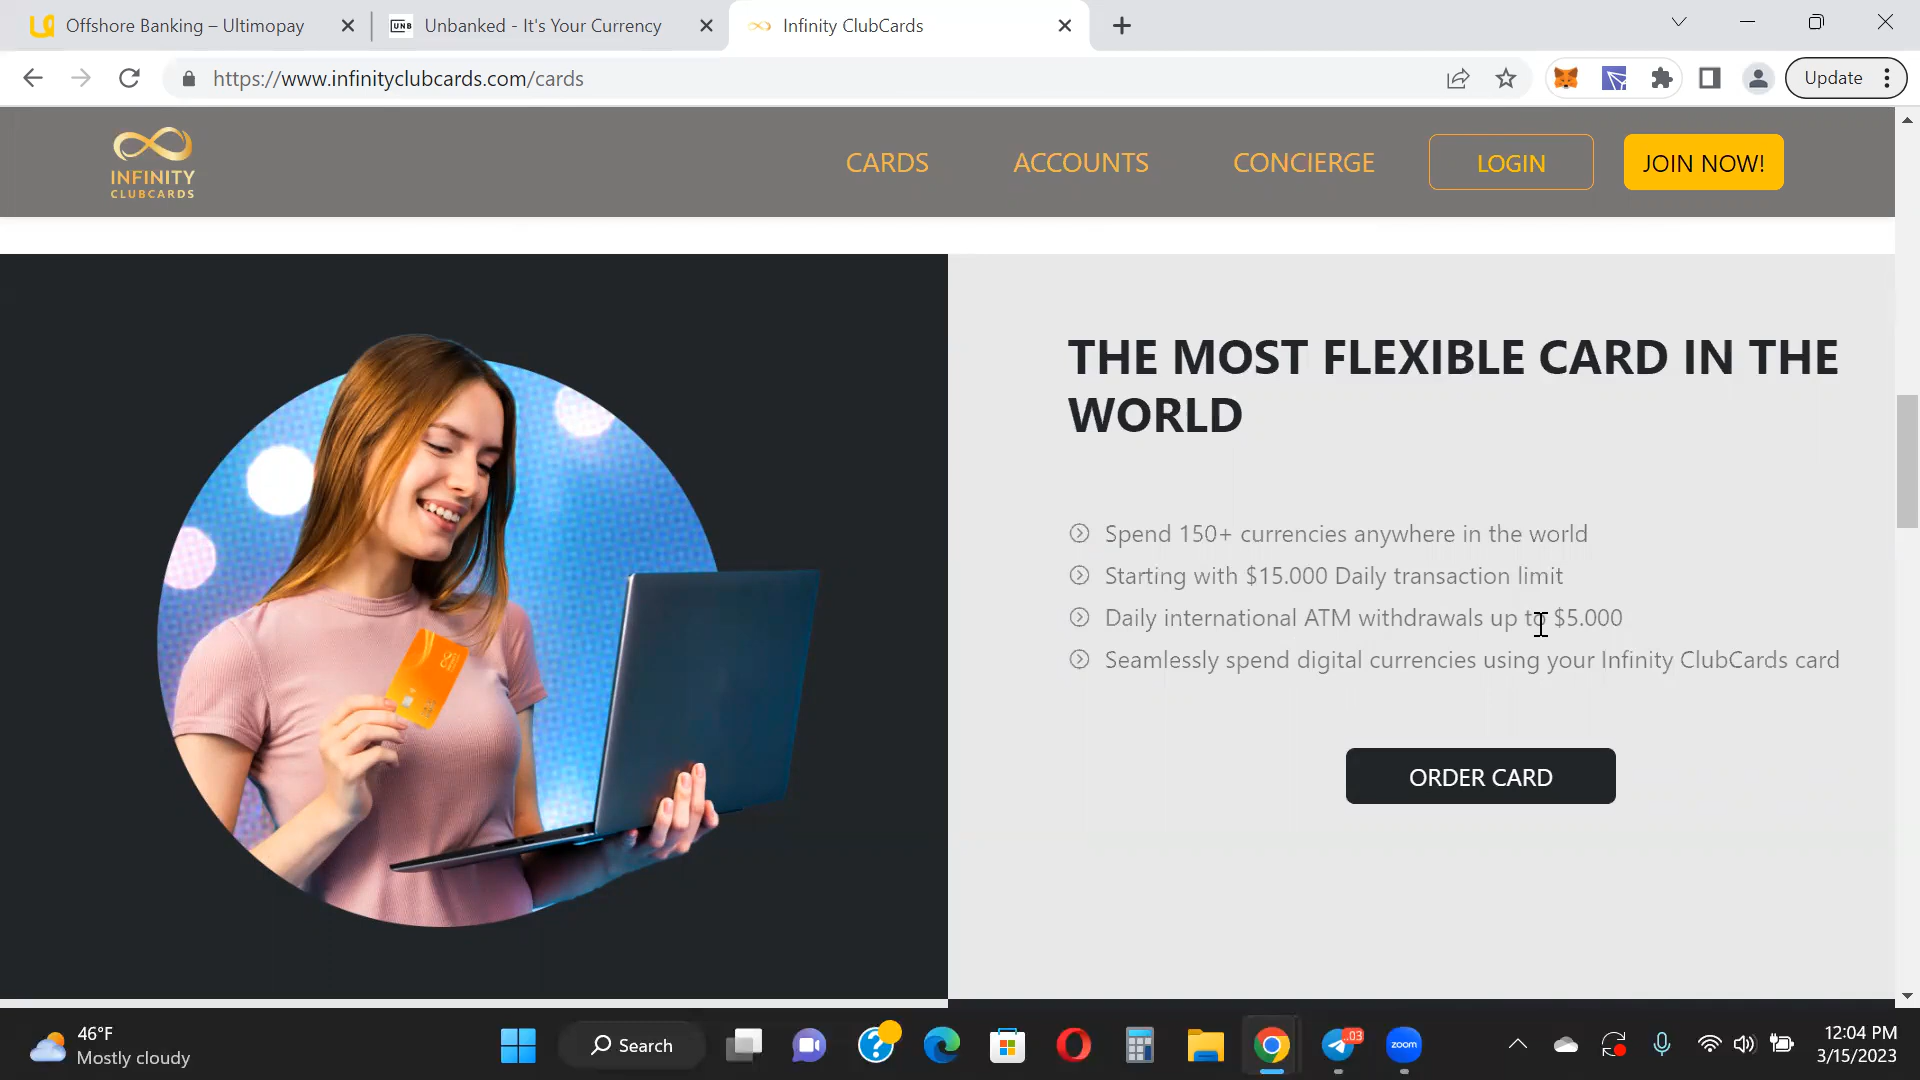 Offshore Banking – Ultimopay
UNB
Unbanked - It's Your Currency
Infinity ClubCards
https://www.infinityclubcards.com/cards
Update
INFINITY
CLUBCARDS
CARDS
ACCOUNTS
CONCIERGE
LOGIN
JOIN NOW!
THE MOST FLEXIBLE CARD IN THE
WORLD
Spend 150+ currencies anywhere in the world
Starting with $15.000 Daily transaction limit
Daily international ATM withdrawals up to $5.000
Seamlessly spend digital currencies using your Infinity ClubCards card
ORDER CARD
46°F
Mostly cloudy
Search
..03
zoom
12:04 PM
3/15/2023